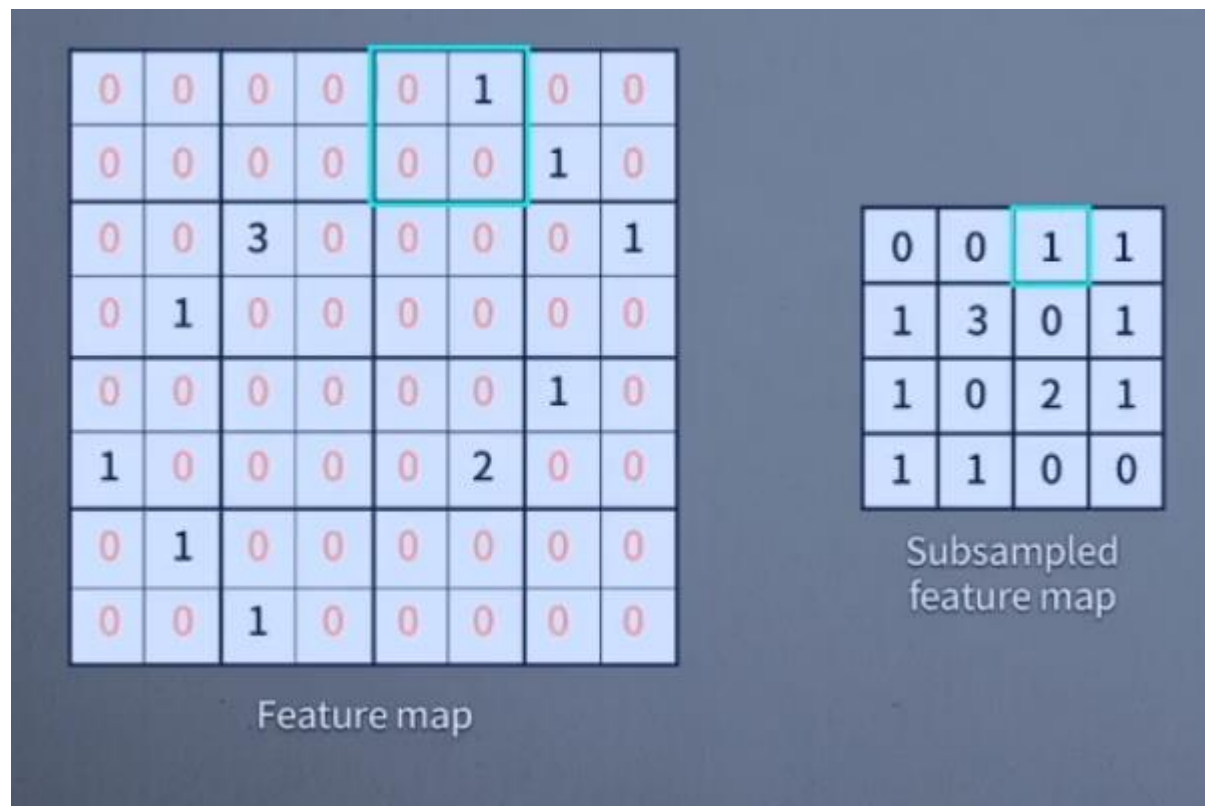 0 0 0 0 0 1 0 0
0 0 0 0 0 0 1 0
0 0 3 0 0 0 0 1
0 1 0 0 0 0 0 0
0 0 0 0 0 0 1 0
1 0 0 0 0 2 0 0
0 1 0 0 0 0 0 0
0 0 1 0 0 0 0 0
Feature map
0 0 1 1
1 3 0 1
1 0 2 1
1 1 0 0
Subsampled
feature map